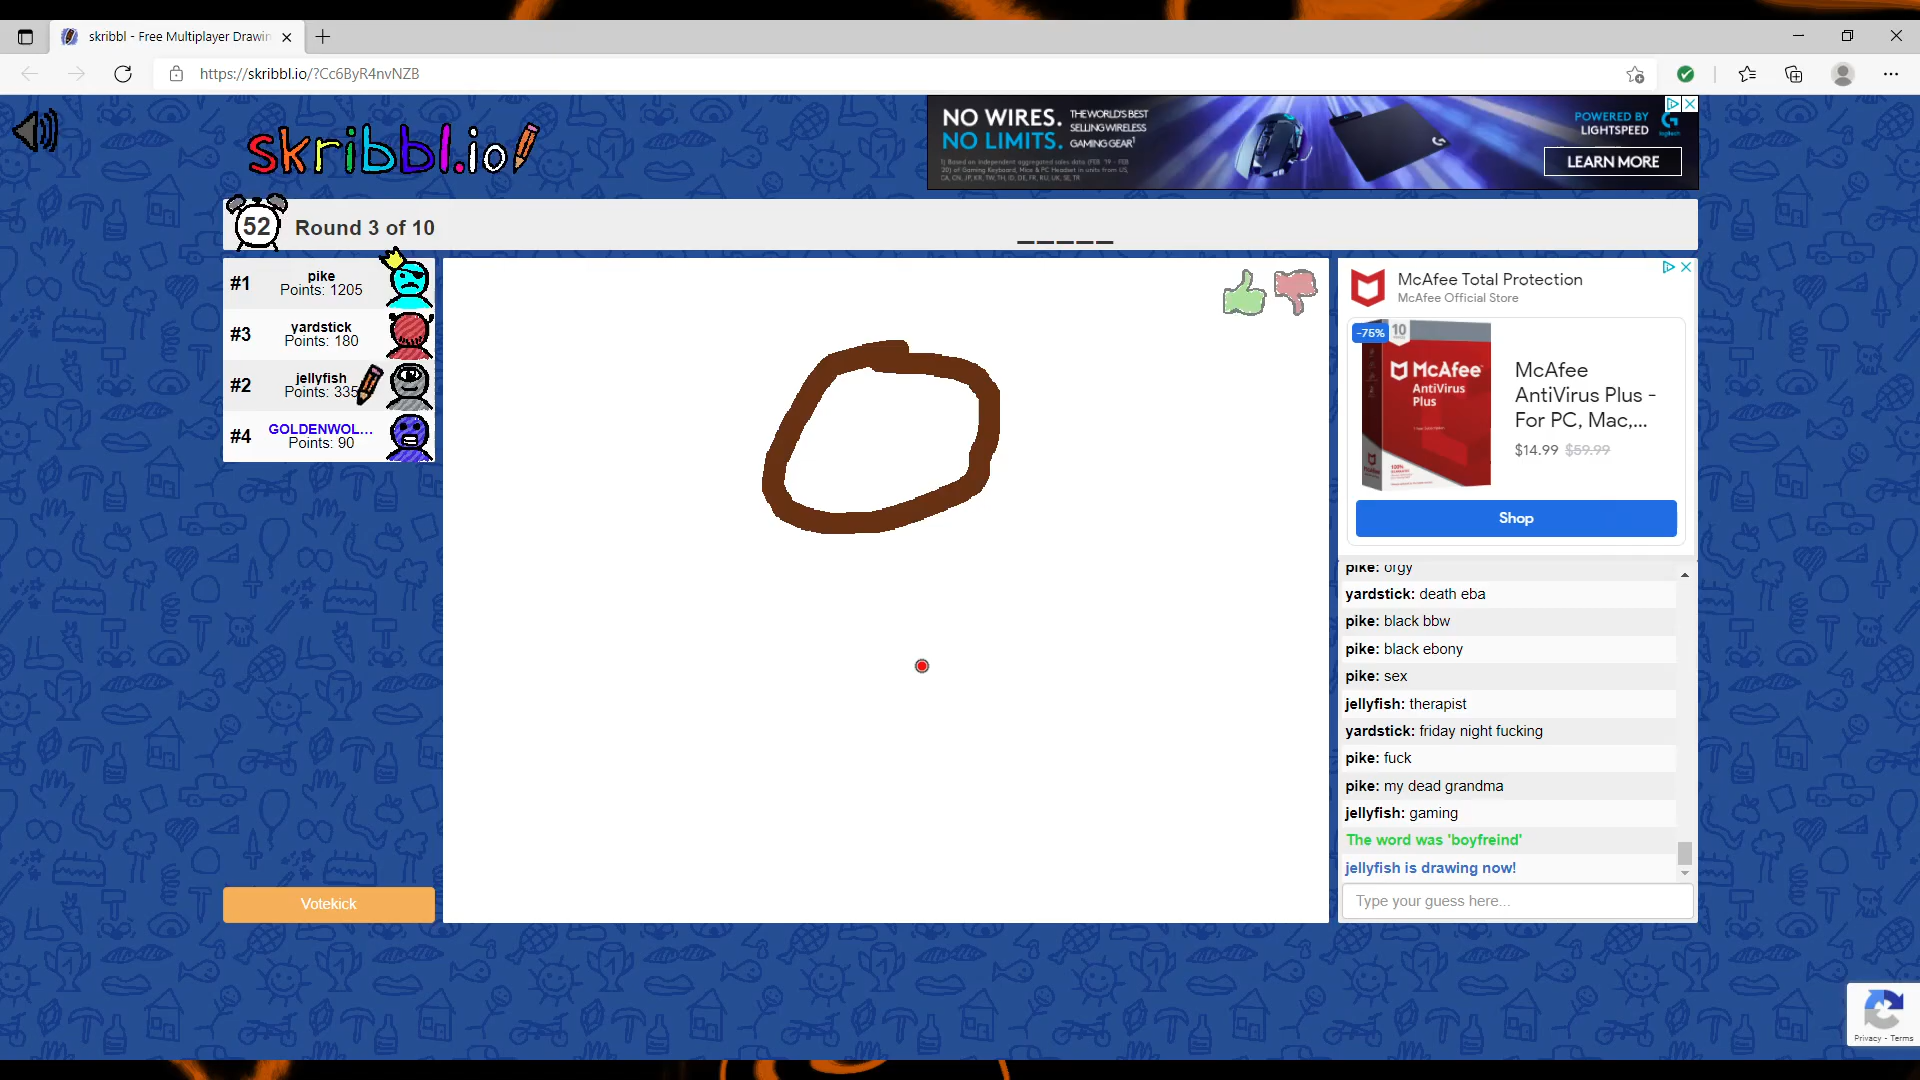 skribbl - Free Multiplayer Drawin
https://skribbl.io/?Cc6ByR4nvNZB
skribbl.io
NO WIRES.
NO LIMITS.
THE WORLD'S BEST
SELLING WIRELESS
GAMING GEAR
POWERED BY
LIGHTSPEED
LEARN MORE
52
Round 3 of 10
#1
pike
Points: 1205
#3
yardstick
Points: 180
#2
jellyfish
Points: 335
#4
GOLDENWOL...
Points: 90
Votekick
McAfee Total Protection
McAfee Official Store
-75%
10
McAfee
AntiVirus
Plus
McAfee
AntiVirus Plus -
For PC, Mac,...
$14.99 $59.99
Shop
pike: orgy
yardstick: death eba
pike: black bbw
pike: black ebony
pike: sex
jellyfish: therapist
yardstick: friday night fucking
pike: fuck
pike: my dead grandma
jellyfish: gaming
The word was 'boyfreind'
jellyfish is drawing now!
Type your guess here...
Privacy - Terms